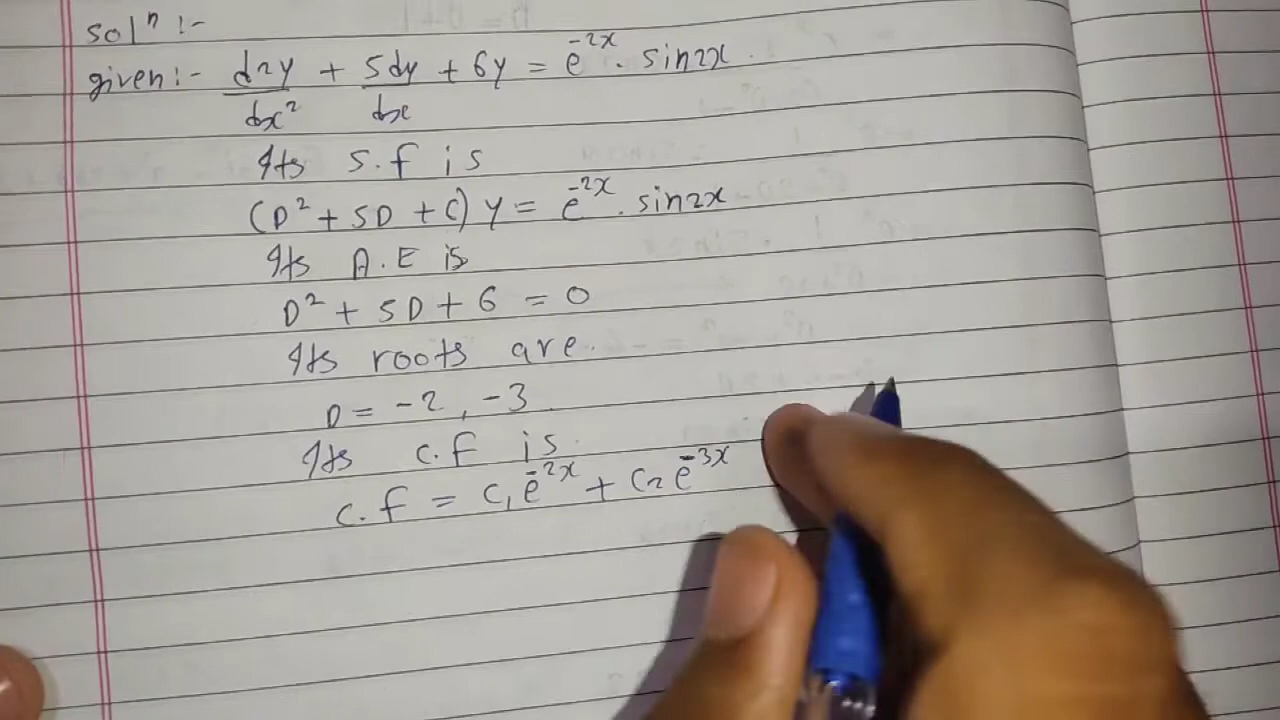 solⁿ :-
given:- d2y/dx² + 5dy/dx + 6y = e^-2x . sin2x
Its S.f is
(D² + 5D + C) y = e^-2x . sin2x
Its A.E is
D² + 5D + 6 = 0
Its roots are.
D = -2, -3
Its C.F is
C.f = C₁e^-2x + C₂e^-3x